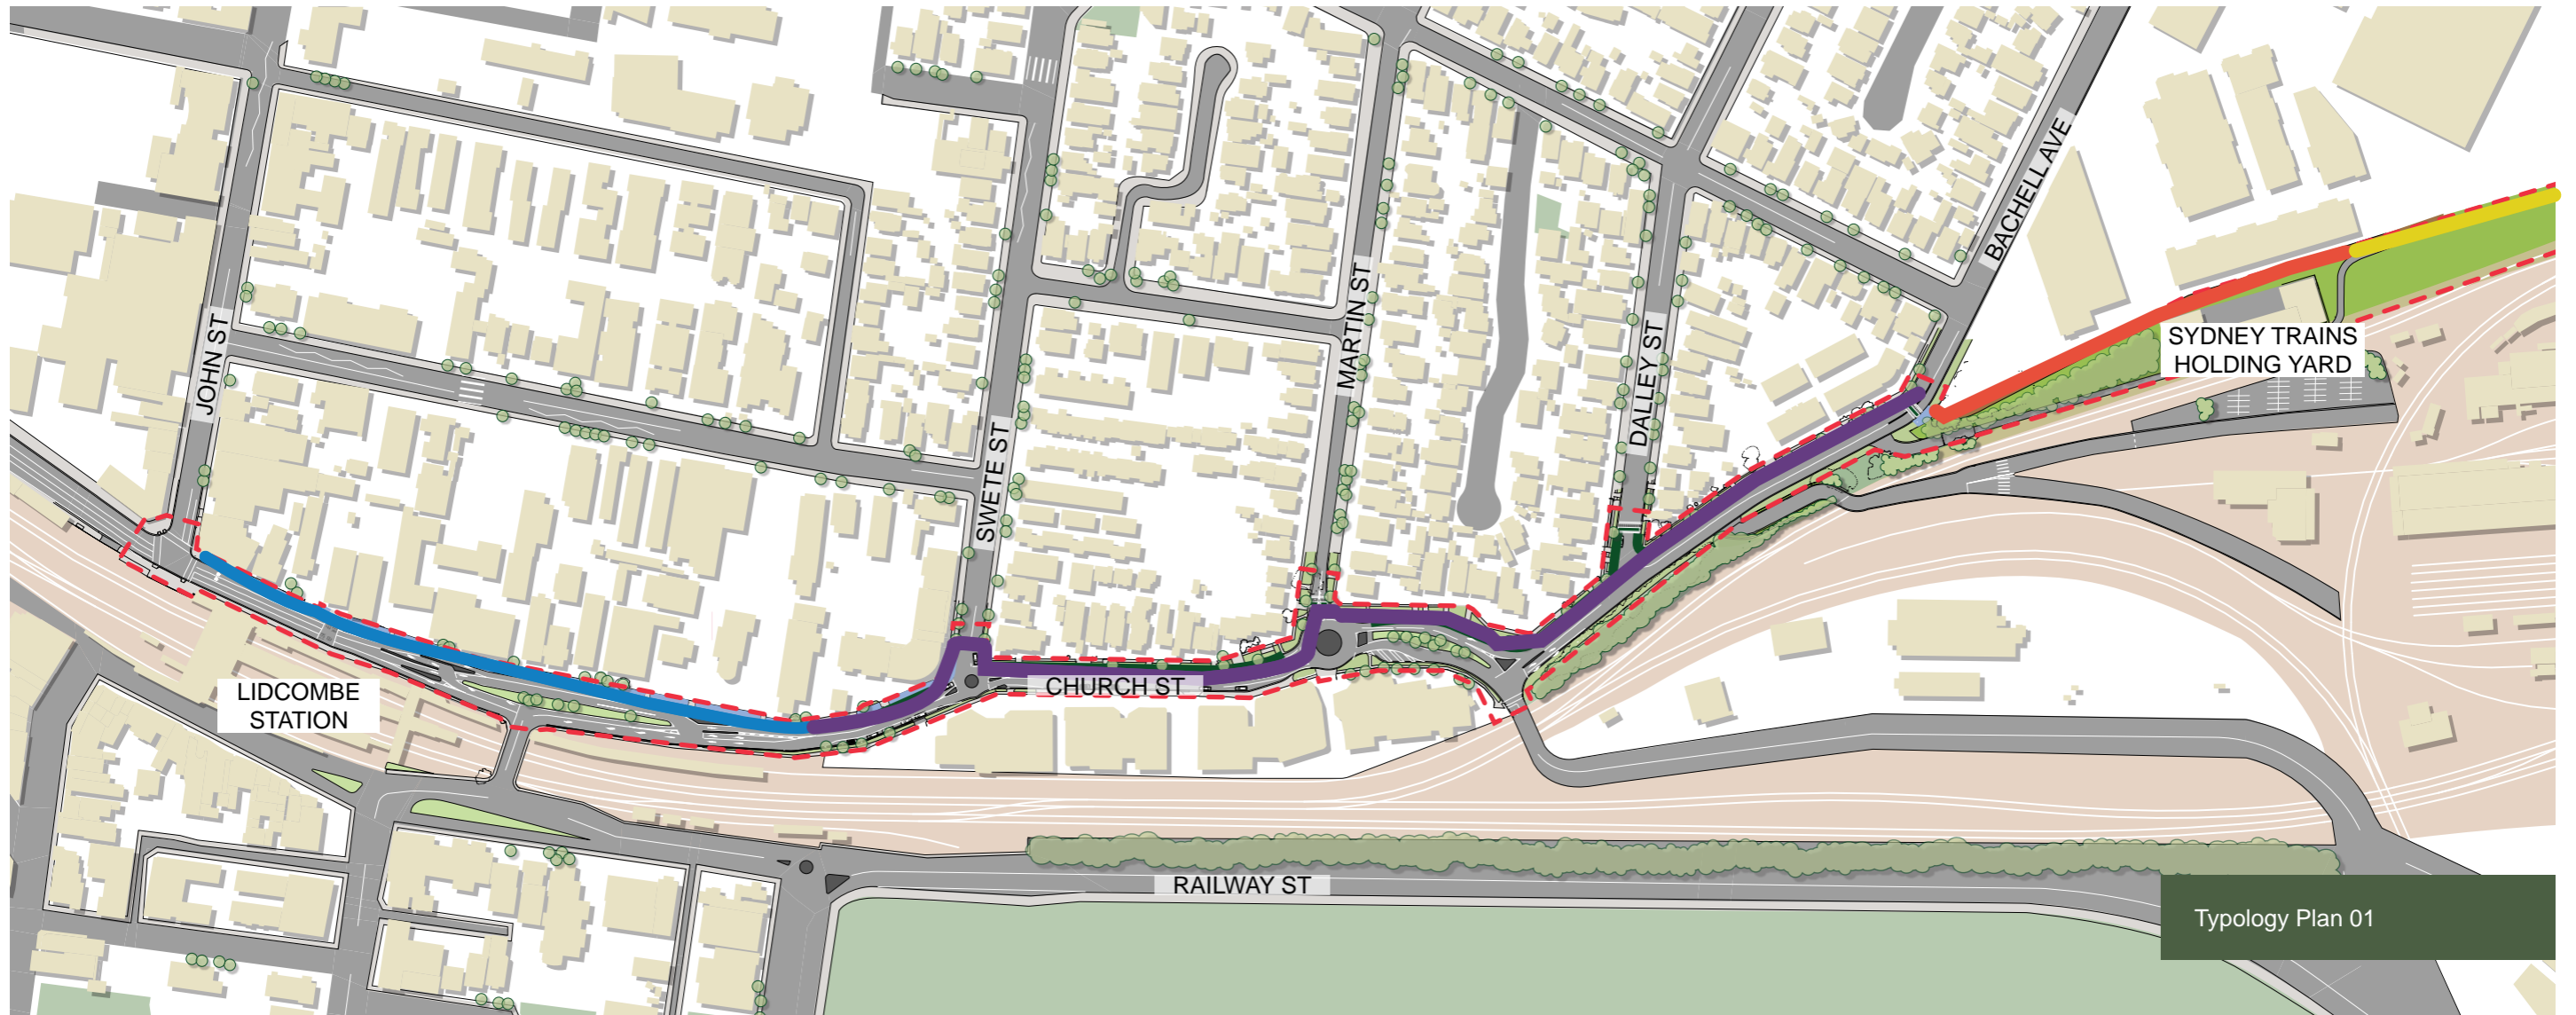 BACHELL AVE
JOHN ST
MARTIN ST
DALLEY ST
SYDNEY TRAINS
HOLDING YARD
SWETE ST
LIDCOMBE
STATION
CHURCH ST
RAILWAY ST
Typology Plan 01